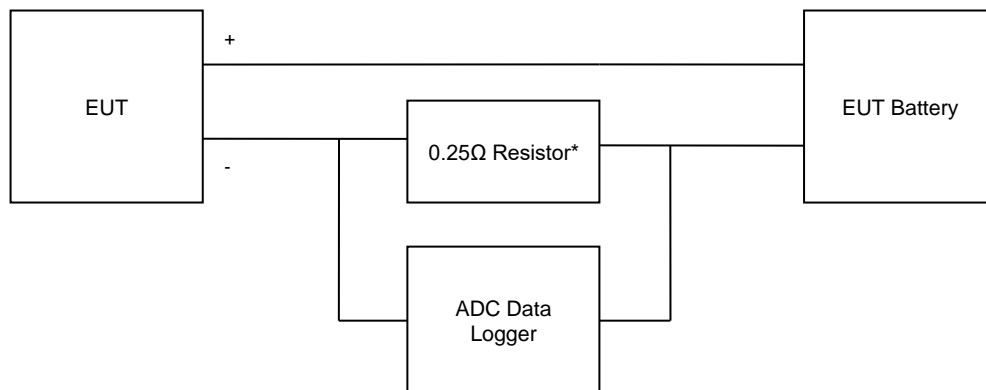 +
EUT
EUT Battery
0.25Ω Resistor*
-
ADC Data
Logger